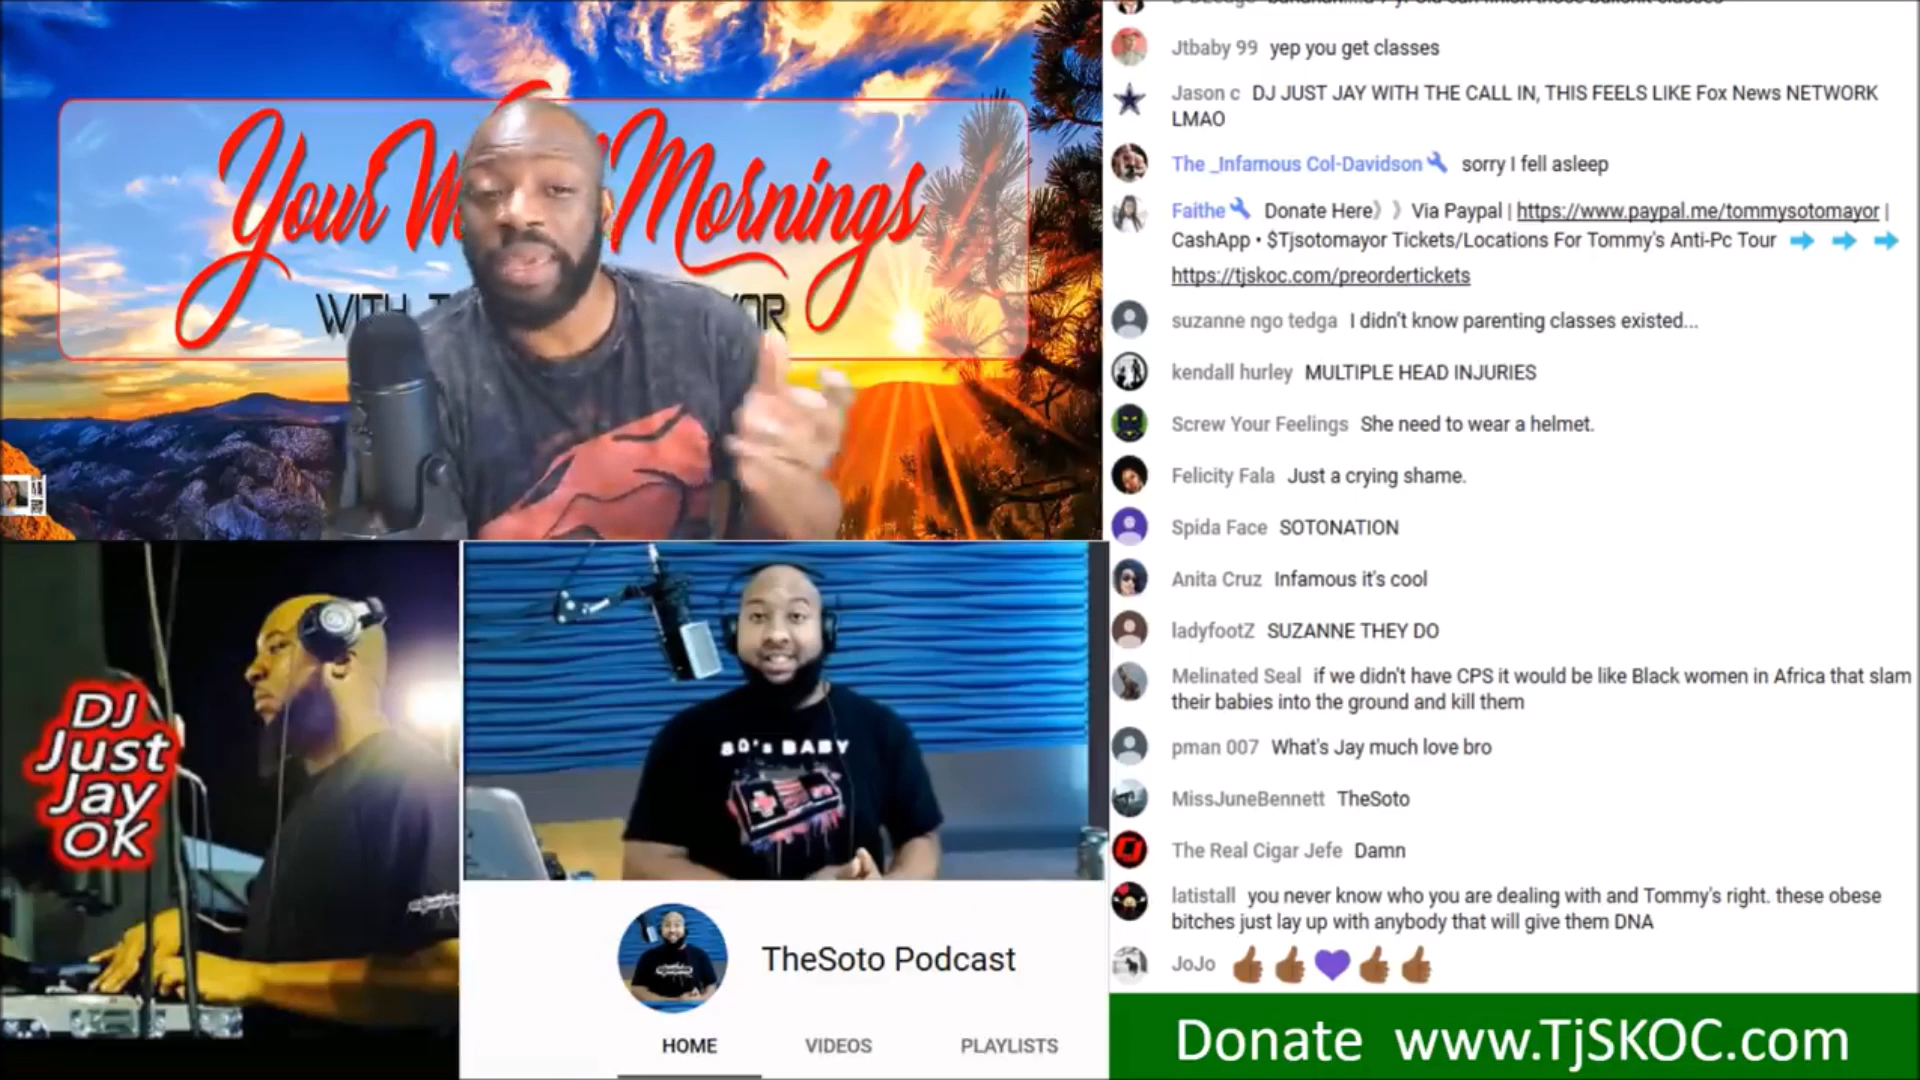 Your W Mornings
WITH T YOR
DJ
Just
Jay
OK
80's BABY
TheSoto Podcast
HOME VIDEOS PLAYLISTS
Jtbaby 99 yep you get classes
Jason c DJ JUST JAY WITH THE CALL IN, THIS FEELS LIKE Fox News NETWORK
LMAO
The _Infamous Col-Davidson sorry I fell asleep
Faithe Donate Here》 》 Via Paypal | https://www.paypal.me/tommysotomayor |
CashApp • $Tjsotomayor Tickets/Locations For Tommy's Anti-Pc Tour ➡ ➡ ➡
https://tjskoc.com/preordertickets
suzanne ngo tedga I didn't know parenting classes existed...
kendall hurley MULTIPLE HEAD INJURIES
Screw Your Feelings She need to wear a helmet.
Felicity Fala Just a crying shame.
Spida Face SOTONATION
Anita Cruz Infamous it's cool
ladyfootZ SUZANNE THEY DO
Melinated Seal if we didn't have CPS it would be like Black women in Africa that slam
their babies into the ground and kill them
pman 007 What's Jay much love bro
MissJuneBennett TheSoto
The Real Cigar Jefe Damn
latistall you never know who you are dealing with and Tommy's right. these obese
bitches just lay up with anybody that will give them DNA
JoJo 👍🏾👍🏾💜👍🏾👍🏾
Donate www.TjSKOC.com